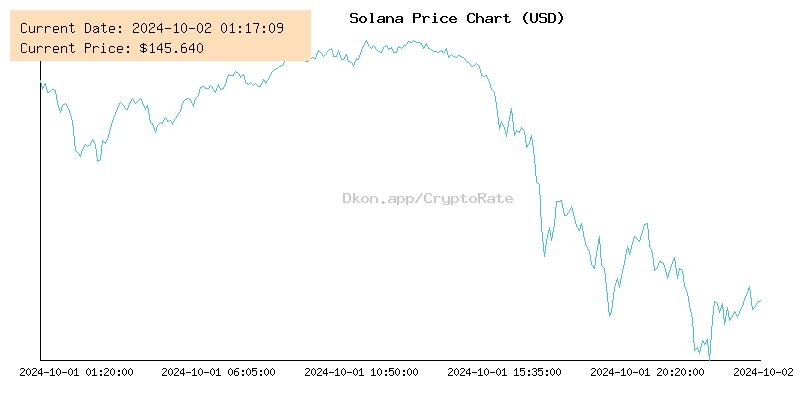 Solana Price Chart (USD)
Current Date: 2024-10-02 01:17:09
Current Price: $145.640
Dkon.app/CryptoRate
2024-10-01 01:20:00
2024-10-01 06:05:00
2024-10-01 10:50:00
2024-10-01 15:35:00
2024-10-01 20:20:00
2024-10-02